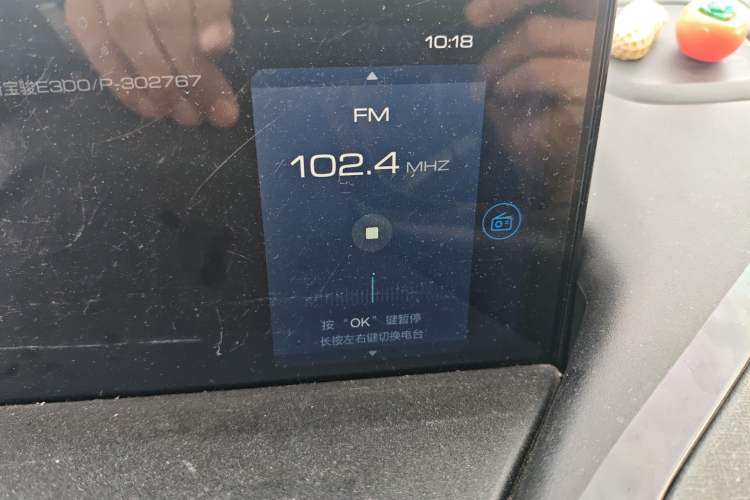 10:18
宝骏E300/P-302767
FM
102.4 MHZ
按 "OK" 键暂停
长按左右键切换电台